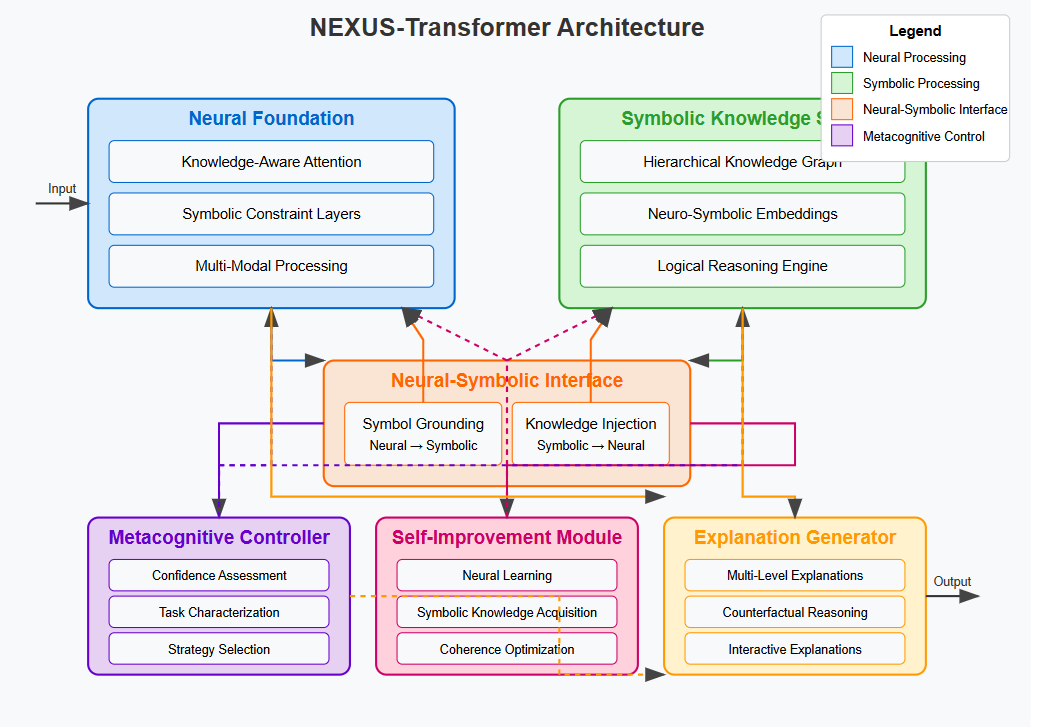 NEXUS-Transformer Architecture
Legend
Neural Processing
Symbolic Processing
Neural-Symbolic Interface
Metacognitive Control
Neural Foundation
Knowledge-Aware Attention
Symbolic Constraint Layers
Multi-Modal Processing
Input
Symbolic Knowledge S
Hierarchical Knowledge Graph
Neuro-Symbolic Embeddings
Logical Reasoning Engine
Neural-Symbolic Interface
Symbol Grounding
Neural → Symbolic
Knowledge Injection
Symbolic → Neural
Metacognitive Controller
Confidence Assessment
Task Characterization
Strategy Selection
Self-Improvement Module
Neural Learning
Symbolic Knowledge Acquisition
Coherence Optimization
Explanation Generator
Multi-Level Explanations
Counterfactual Reasoning
Interactive Explanations
Output